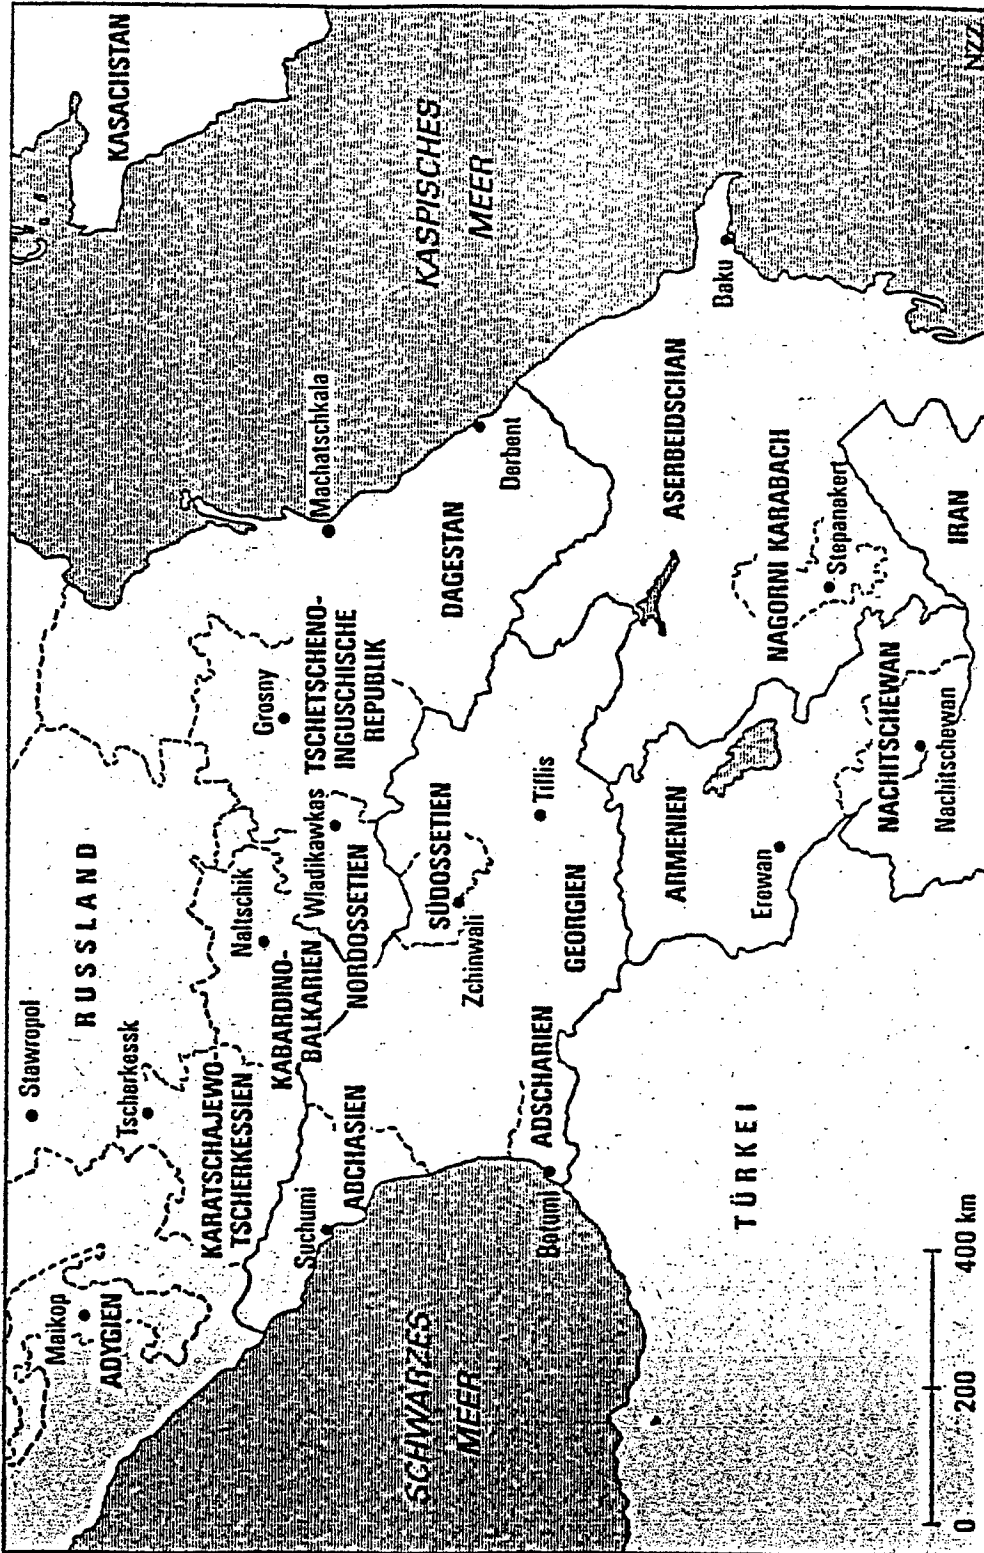 KASACHSTAN
Stawropol
RUSSLAND
Maikop
ADYGIEN
Tscherkessk
KARATSCHAJEWO-
TSCHERKESSIEN
Naltschik
KABARDINO-
BALKARIEN
Grosny
Wladikawkas
TSCHETSCHENO-
INGUSCHISCHE
REPUBLIK
NORDOSSETIEN
Machatschkala
KASPISCHES
MEER
Suchumi
ABCHASIEN
SÜDOSSETIEN
Zchinwali
DAGESTAN
Derbent
SCHWARZES
MEER
Batumi
ADSCHARIEN
GEORGIEN
Tiflis
ASERBEIDSCHAN
Baku
ARMENIEN
Erewan
NAGORNI KARABACH
Stepanakert
TÜRKEI
NACHITSCHEWAN
Nachitschewan
IRAN
0 200 400 km
NZZ